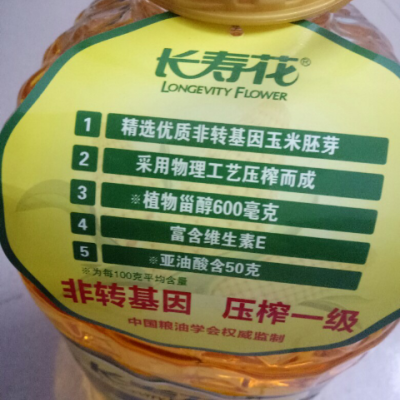 长寿花®
LONGEVITY FLOWER
1 精选优质非转基因玉米胚芽
2 采用物理工艺压榨而成
3 ※植物甾醇600毫克
4 富含维生素E
5 ※亚油酸含50克
※为每100克平均含量
非转基因 压榨一级
中国粮油学会权威监制